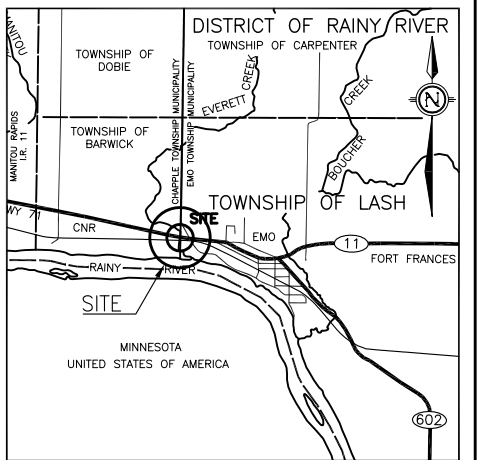 DISTRICT OF RAINY RIVER
TOWNSHIP OF CARPENTER
MANITOU
TOWNSHIP OF
DOBIE
CREEK
EVERETT
CREEK
BOUCHER
N
CHAPPLE TOWNSHIP MUNICIPALITY
EMO TOWNSHIP MUNICIPALITY
MANITOU RAPIDS
I.R. 11
TOWNSHIP OF
BARWICK
TOWNSHIP OF LASH
WY 71
CNR
SITE
EMO
11
FORT FRANCES
RAINY
RIVER
SITE
MINNESOTA
UNITED STATES OF AMERICA
602